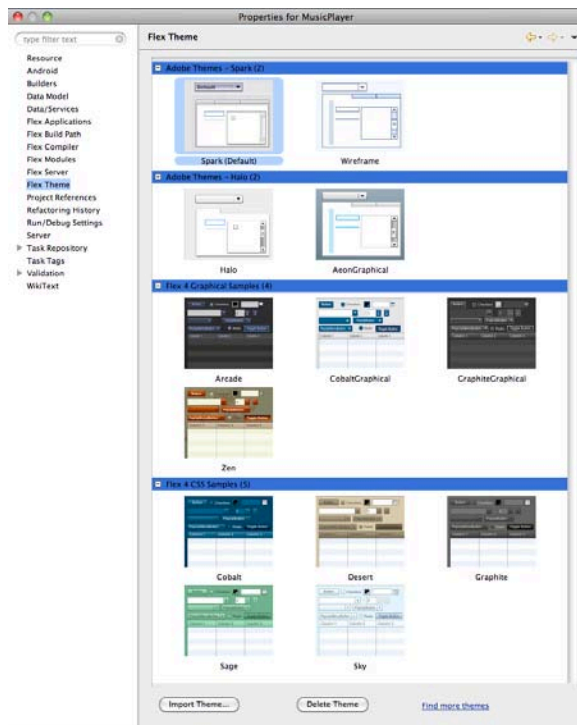 Properties for MusicPlayer
type filter text
Flex Theme
Resource
Android
Builders
Data Model
Data/Services
Flex Applications
Flex Build Path
Flex Compiler
Flex Modules
Flex Server
Flex Theme
Project References
Refactoring History
Run/Debug Settings
Server
Task Repository
Task Tags
Validation
WikiText
Adobe Themes - Spark (2)
Default
Spark (Default)
Wireframe
Adobe Themes - Halo (2)
Halo
AeonGraphical
Flex 4 Graphical Samples (4)
Arcade
CobaltGraphical
GraphiteGraphical
Zen
Flex 4 CSS Samples (5)
Cobalt
Desert
Graphite
Sage
Sky
Import Theme...
Delete Theme
Find more themes